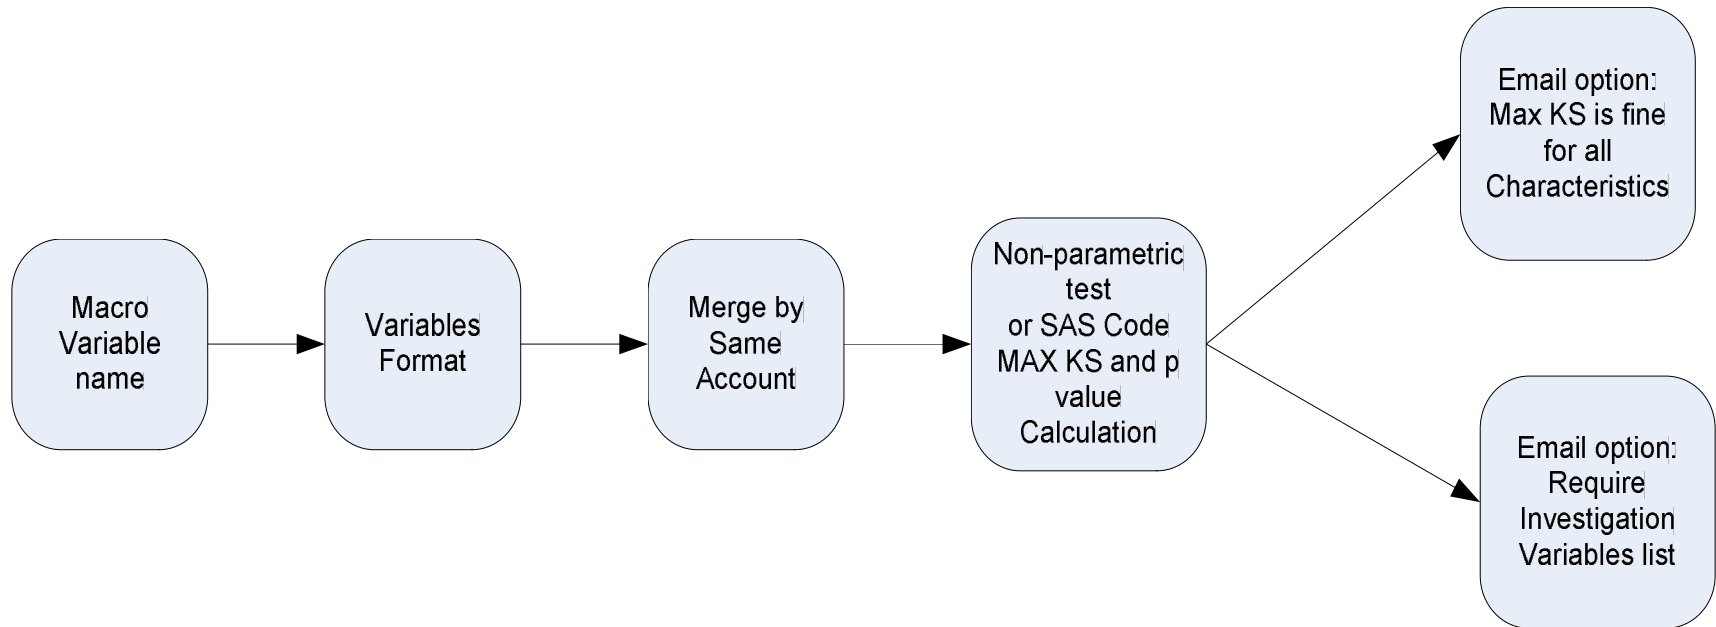 Macro
Variable
name
Variables
Format
Merge by
Same
Account
Non-parametric
test
or SAS Code
MAX KS and p
value
Calculation
Email option:
Max KS is fine
for all
Characteristics
Email option:
Require
Investigation
Variables list